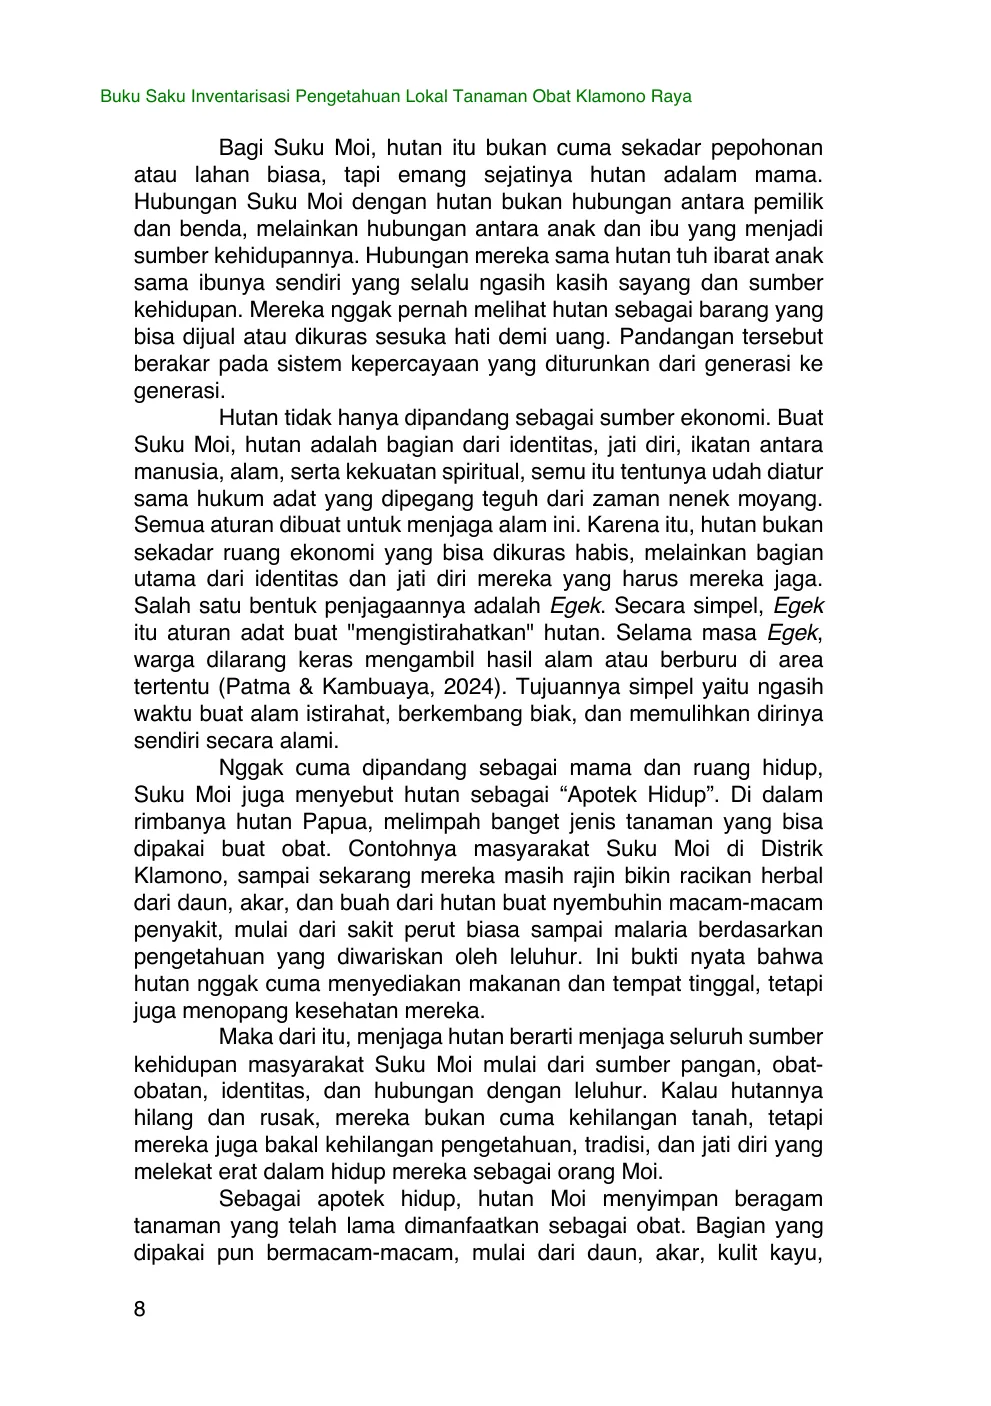 Buku Saku Inventarisasi Pengetahuan Lokal Tanaman Obat Klamono Raya
Bagi Suku Moi, hutan itu bukan cuma sekadar pepohonan
atau lahan biasa, tapi emang sejatinya hutan adalam mama.
Hubungan Suku Moi dengan hutan bukan hubungan antara pemilik
dan benda, melainkan hubungan antara anak dan ibu yang menjadi
sumber kehidupannya. Hubungan mereka sama hutan tuh ibarat anak
sama ibunya sendiri yang selalu ngasih kasih sayang dan sumber
kehidupan. Mereka nggak pernah melihat hutan sebagai barang yang
bisa dijual atau dikuras sesuka hati demi uang. Pandangan tersebut
berakar pada sistem kepercayaan yang diturunkan dari generasi ke
generasi.
Hutan tidak hanya dipandang sebagai sumber ekonomi. Buat
Suku Moi, hutan adalah bagian dari identitas, jati diri, ikatan antara
manusia, alam, serta kekuatan spiritual, semu itu tentunya udah diatur
sama hukum adat yang dipegang teguh dari zaman nenek moyang.
Semua aturan dibuat untuk menjaga alam ini. Karena itu, hutan bukan
sekadar ruang ekonomi yang bisa dikuras habis, melainkan bagian
utama dari identitas dan jati diri mereka yang harus mereka jaga.
Salah satu bentuk penjagaannya adalah Egek. Secara simpel, Egek
itu aturan adat buat "mengistirahatkan" hutan. Selama masa Egek,
warga dilarang keras mengambil hasil alam atau berburu di area
tertentu (Patma & Kambuaya, 2024). Tujuannya simpel yaitu ngasih
waktu buat alam istirahat, berkembang biak, dan memulihkan dirinya
sendiri secara alami.
Nggak cuma dipandang sebagai mama dan ruang hidup,
Suku Moi juga menyebut hutan sebagai “Apotek Hidup”. Di dalam
rimbanya hutan Papua, melimpah banget jenis tanaman yang bisa
dipakai buat obat. Contohnya masyarakat Suku Moi di Distrik
Klamono, sampai sekarang mereka masih rajin bikin racikan herbal
dari daun, akar, dan buah dari hutan buat nyembuhin macam-macam
penyakit, mulai dari sakit perut biasa sampai malaria berdasarkan
pengetahuan yang diwariskan oleh leluhur. Ini bukti nyata bahwa
hutan nggak cuma menyediakan makanan dan tempat tinggal, tetapi
juga menopang kesehatan mereka.
Maka dari itu, menjaga hutan berarti menjaga seluruh sumber
kehidupan masyarakat Suku Moi mulai dari sumber pangan, obat-
obatan, identitas, dan hubungan dengan leluhur. Kalau hutannya
hilang dan rusak, mereka bukan cuma kehilangan tanah, tetapi
mereka juga bakal kehilangan pengetahuan, tradisi, dan jati diri yang
melekat erat dalam hidup mereka sebagai orang Moi.
Sebagai apotek hidup, hutan Moi menyimpan beragam
tanaman yang telah lama dimanfaatkan sebagai obat. Bagian yang
dipakai pun bermacam-macam, mulai dari daun, akar, kulit kayu,
8